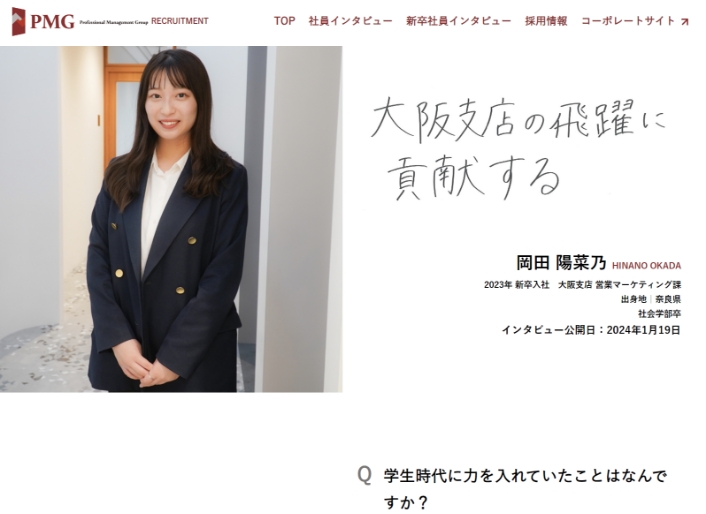 PMG Professional Management Group RECRUITMENT
TOP 社員インタビュー 新卒社員インタビュー 採用情報 コーポレートサイト
大阪支店の飛躍に
貢献する
岡田 陽菜乃 HINANO OKADA
2023年 新卒入社 大阪支店 営業マーケティング課
出身地｜奈良県
社会学部卒
インタビュー公開日：2024年1月19日
Q 学生時代に力を入れていたことはなんで
すか？